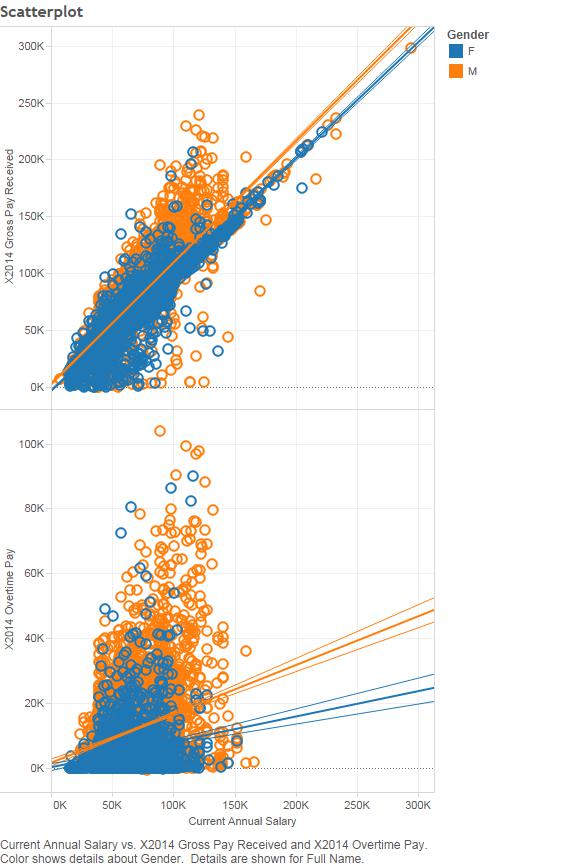 Scatterplot
Gender
F
M
300K
250K
200K
150K
100K
50K
0K
X2014 Gross Pay Received
100K
80K
60K
40K
20K
0K
X2014 Overtime Pay
0K 50K 100K 150K 200K 250K 300K
Current Annual Salary
Current Annual Salary vs. X2014 Gross Pay Received and X2014 Overtime Pay.
Color shows details about Gender.  Details are shown for Full Name.